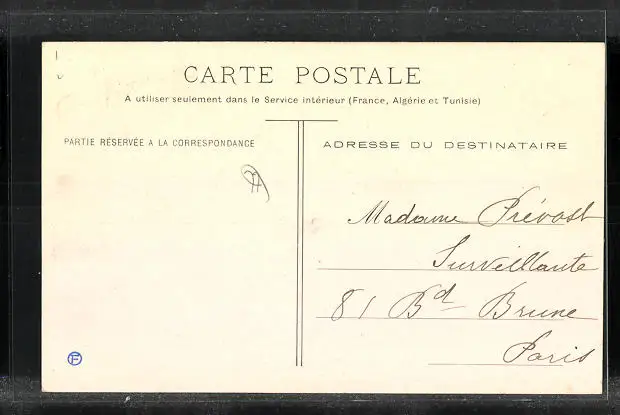 CARTE POSTALE
A utiliser seulement dans le Service intérieur (France, Algérie et Tunisie)
PARTIE RÉSERVÉE A LA CORRESPONDANCE
ADRESSE DU DESTINATAIRE
Madame Prévost
Surveillante
81 Bd Brune
Paris